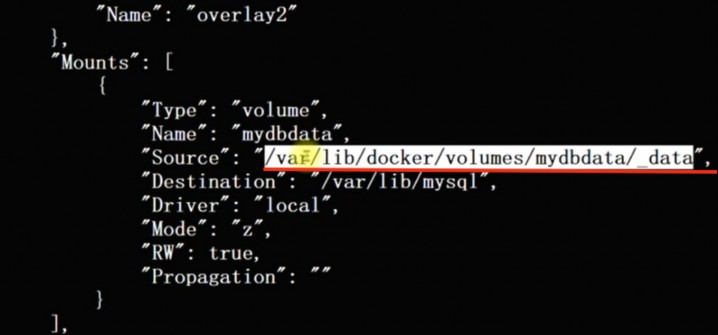 "Name": "overlay2"
},
"Mounts": [
{
"Type": "volume",
"Name": "mydbdata",
"Source": "/var/lib/docker/volumes/mydbdata/_data",
"Destination": "/var/lib/mysql",
"Driver": "local",
"Mode": "z",
"RW": true,
"Propagation": ""
}
],